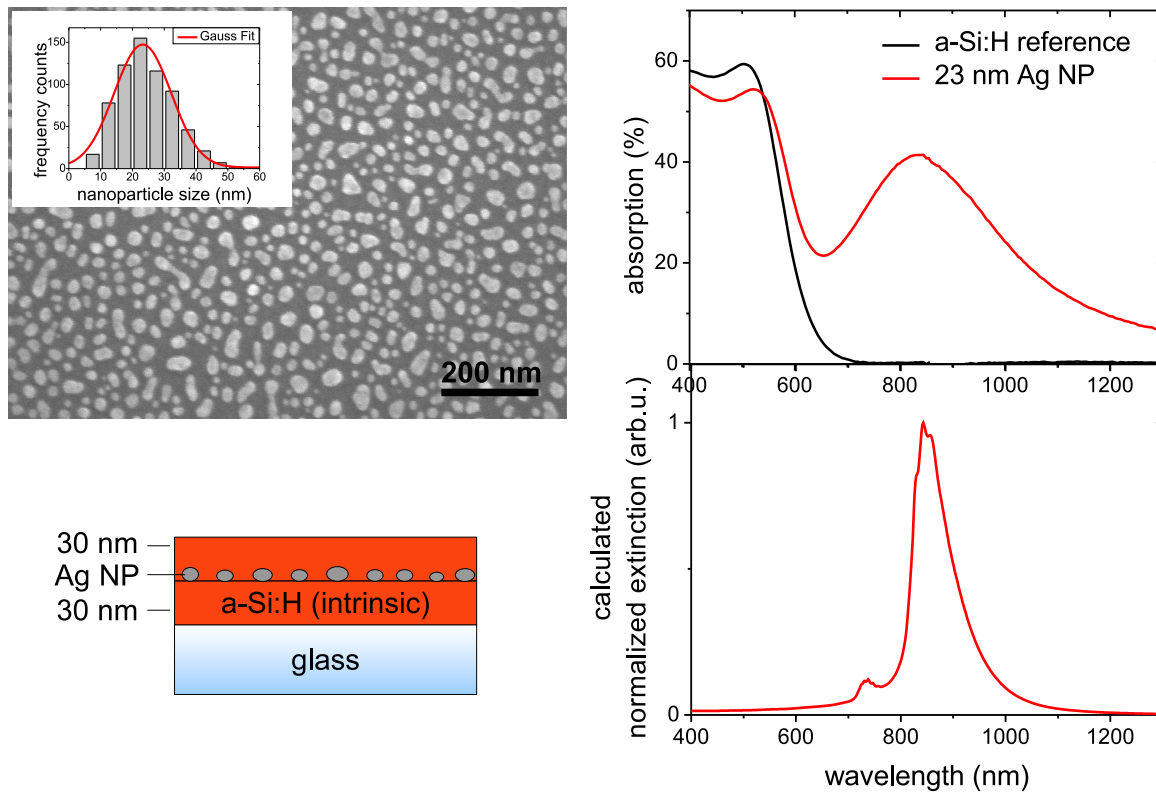 Gauss Fit
150
100
50
0
frequency counts
0 10 20 30 40 50 60
nanoparticle size (nm)
200 nm
30 nm
Ag NP
30 nm
a-Si:H (intrinsic)
glass
a-Si:H reference
23 nm Ag NP
60
40
20
0
absorption (%)
400 600 800 1000 1200
1
0
calculated
normalized extinction (arb.u.)
400 600 800 1000 1200
wavelength (nm)